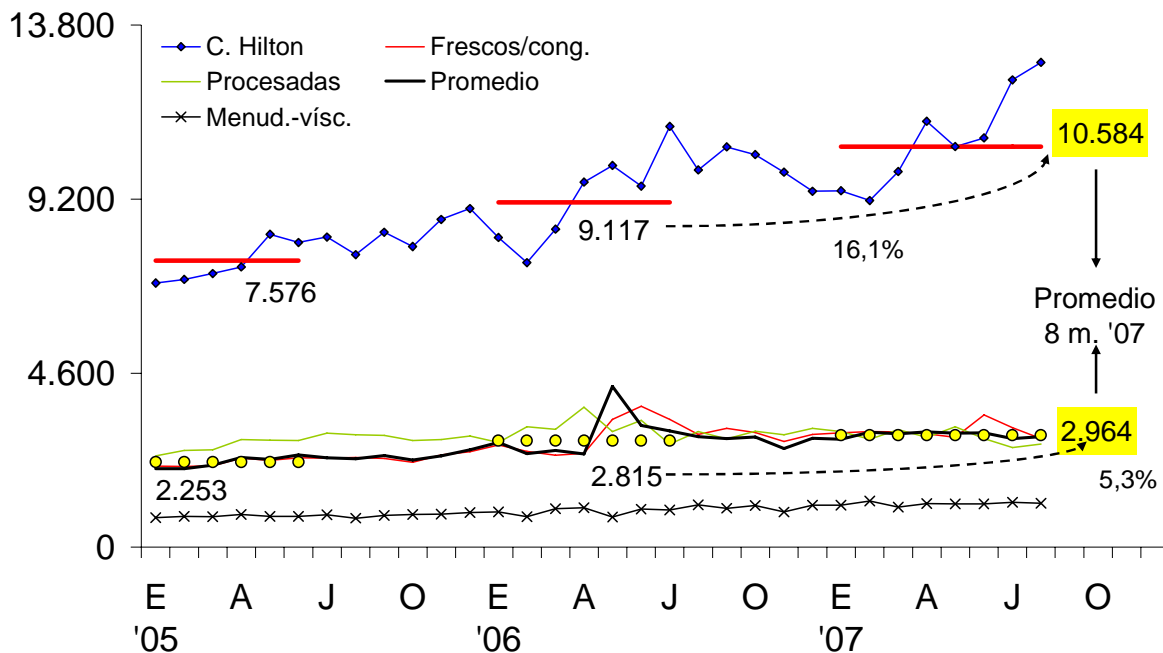 13.800
C. Hilton
Frescos/cong.
Procesadas
Promedio
Menud.-vísc.
10.584
9.200
9.117
16,1%
7.576
Promedio
8 m. '07
4.600
2.964
2.253
2.815
5,3%
0
E A J O E A J O E A J O
'05 '06 '07